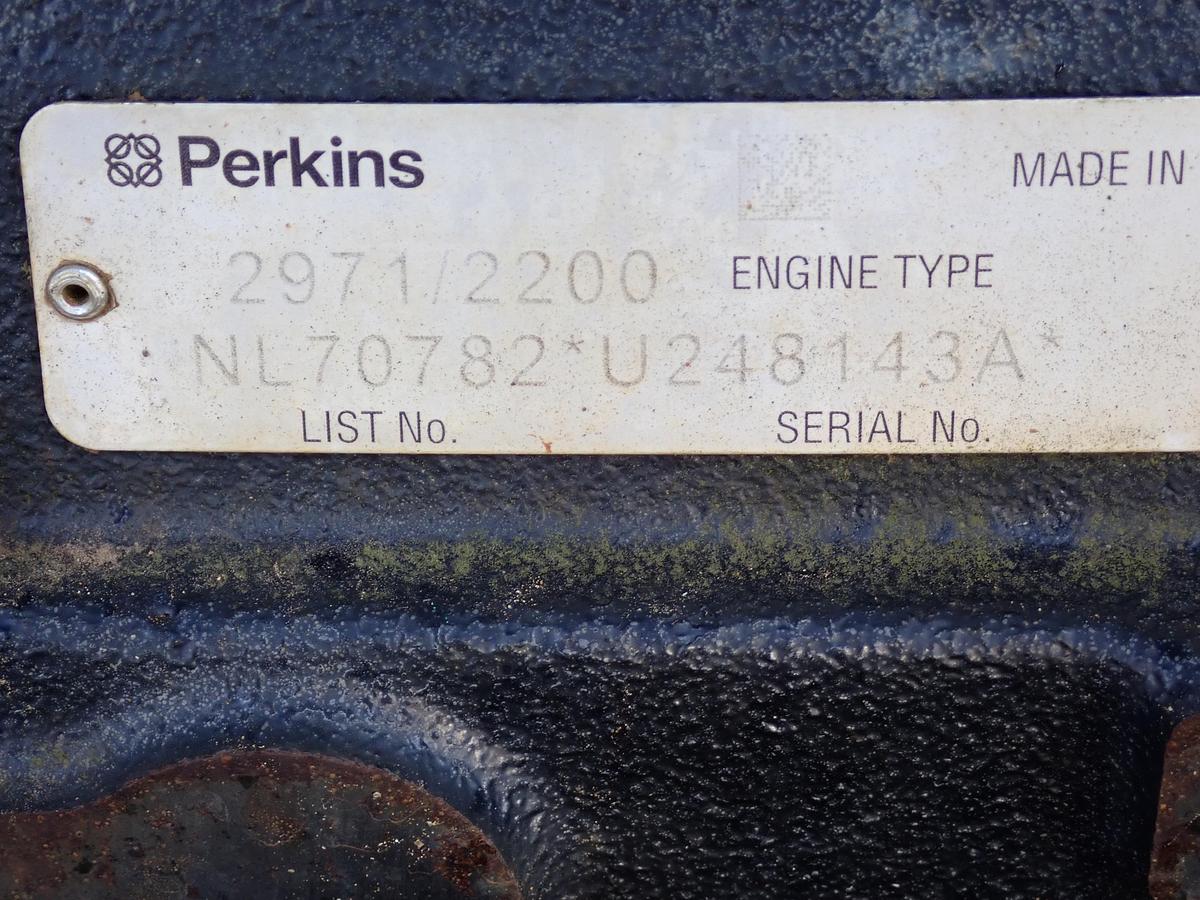 Perkins
MADE IN
2971/2200 ENGINE TYPE
NL70782*U248143A*
LIST No. SERIAL No.